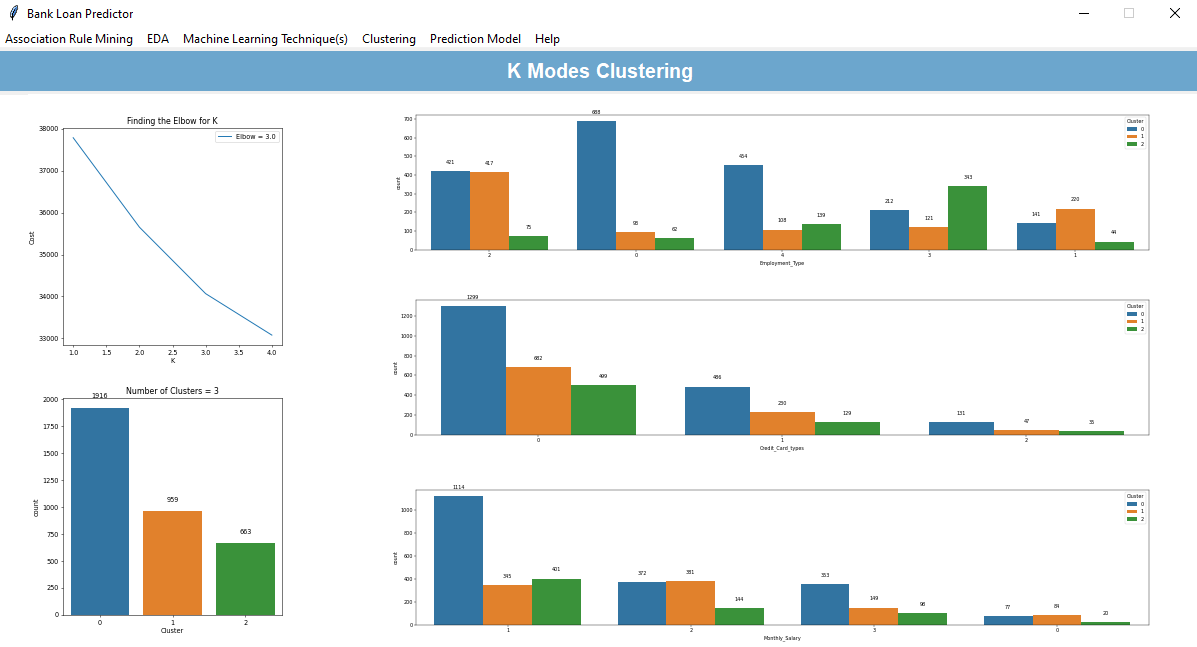 Bank Loan Predictor
Association Rule Mining EDA Machine Learning Technique(s) Clustering Prediction Model Help
K Modes Clustering
Finding the Elbow for K
Elbow = 3.0
38000
37000
36000
35000
34000
33000
Cost
1.0 1.5 2.0 2.5 3.0 3.5 4.0
K
Number of Clusters = 3
2000
1750
1500
1250
1000
750
500
250
0
count
1916 959 663
0 1 2
Cluster
700
600
500
400
300
200
100
0
count
421 417 75 688 62 454 108 139 212 121 343 141 220 44
Cluster
0
1
2
2 0 4 3 1
Employment_Type
1200
1000
800
600
400
200
0
count
1299 682 499 486 230 129 131 47 35
Cluster
0
1
2
0 1 2
Credit_Card_types
1000
800
600
400
200
0
count
1114 345 401 372 381 144 353 149 98 77 84 20
Cluster
0
1
2
1 2 3 0
Monthly_Salary